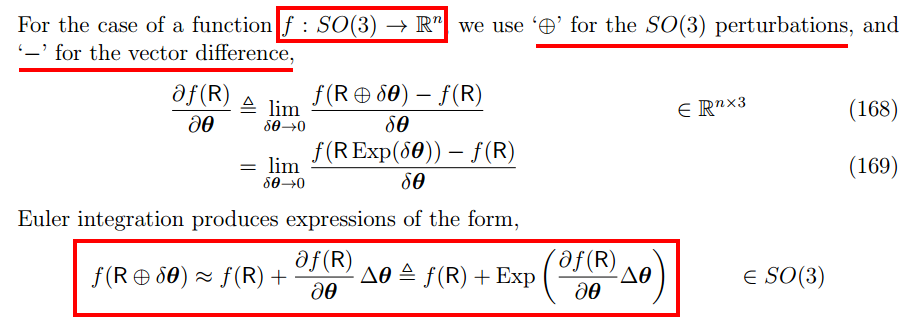 For the case of a function f : SO(3) → ℝⁿ we use ‘⊕’ for the SO(3) perturbations, and
‘−’ for the vector difference,
∂f(R)/∂θ ≜ lim_{δθ→0} (f(R ⊕ δθ) − f(R))/δθ ∈ ℝ^{n×3} (168)
= lim_{δθ→0} (f(R Exp(δθ)) − f(R))/δθ (169)
Euler integration produces expressions of the form,
f(R ⊕ δθ) ≈ f(R) + ∂f(R)/∂θ Δθ ≜ f(R) + Exp(∂f(R)/∂θ Δθ) ∈ SO(3)